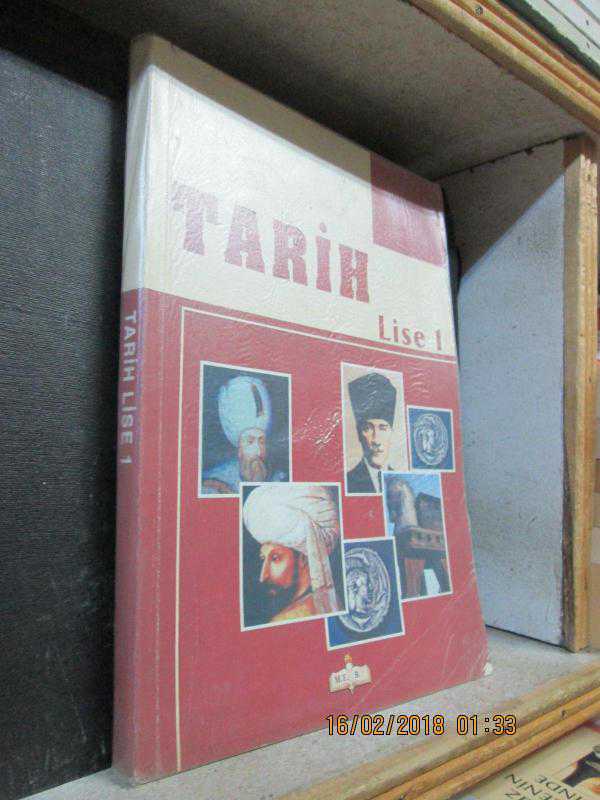 TARİH
Lise 1
TARİH LİSE 1
M.E. B.
16/02/2018 01:33